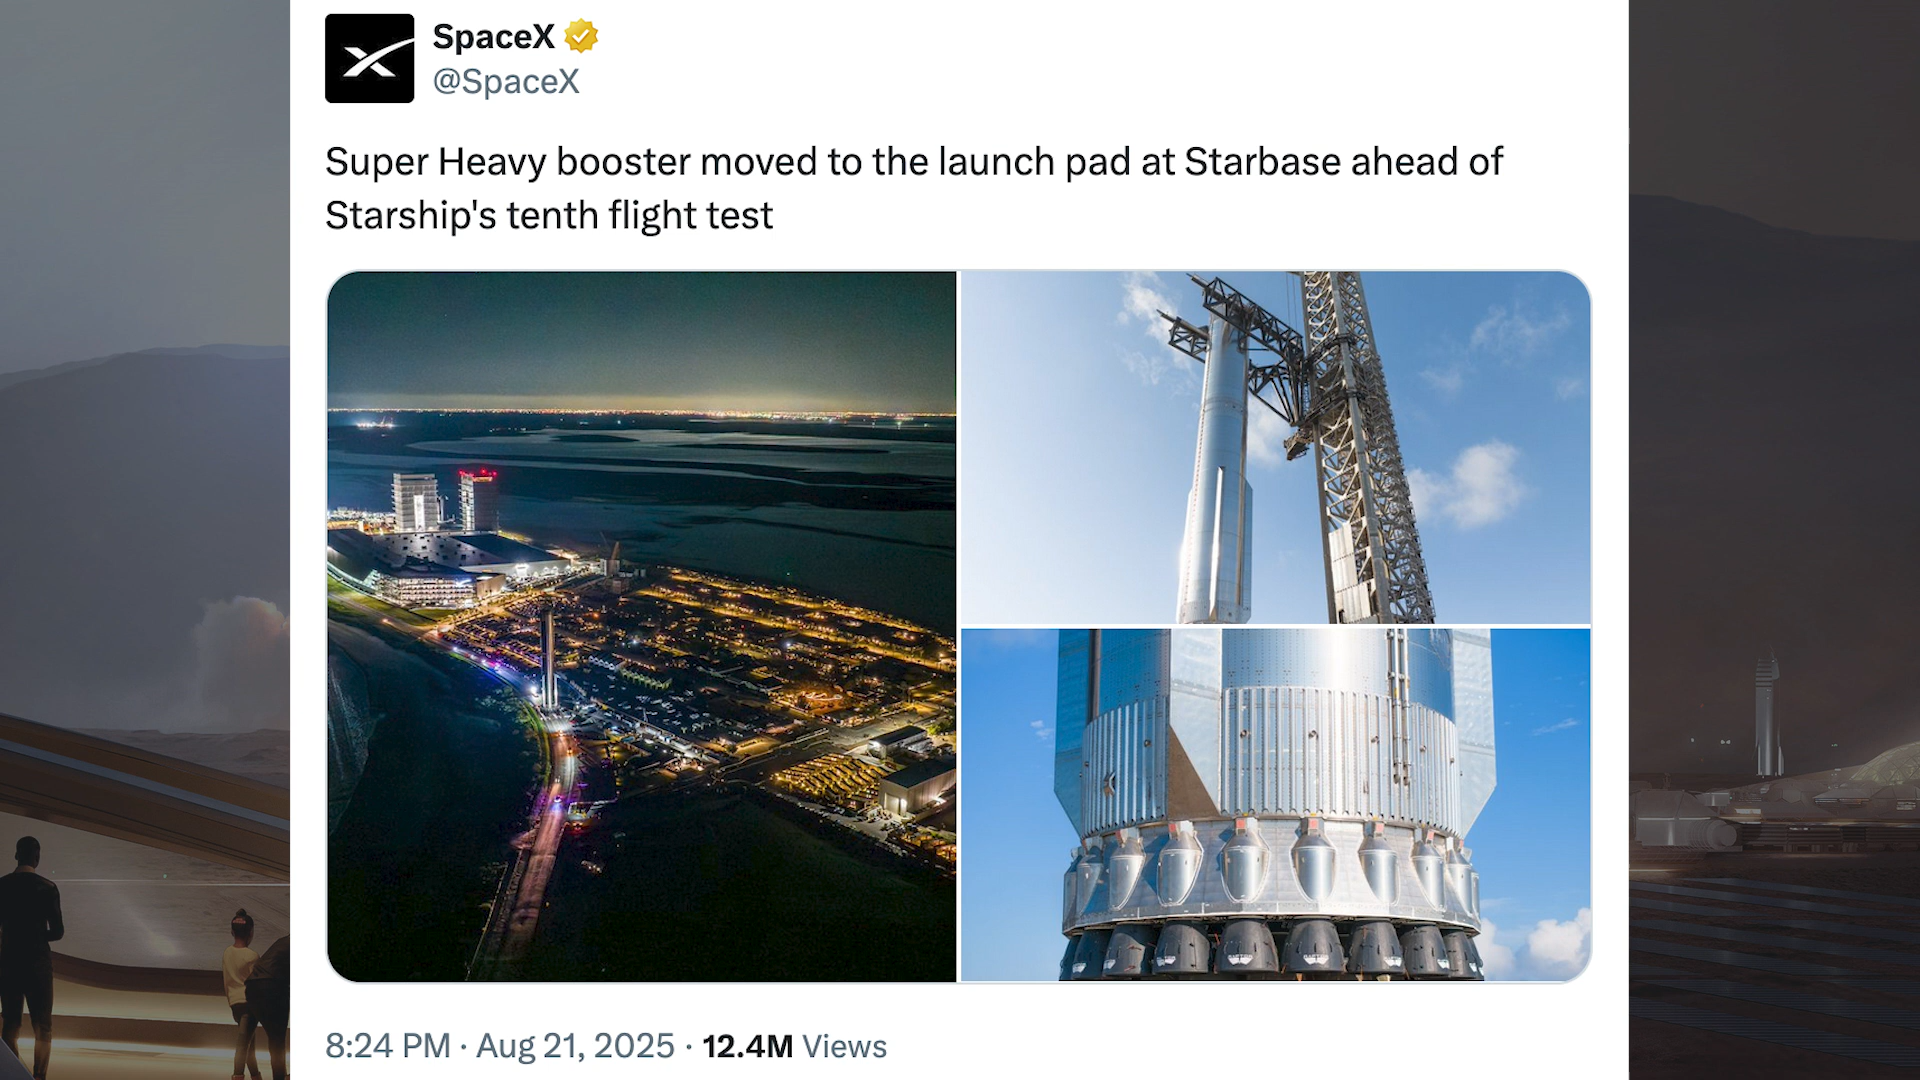 SpaceX
@SpaceX
Super Heavy booster moved to the launch pad at Starbase ahead of
Starship's tenth flight test
8:24 PM · Aug 21, 2025 · 12.4M Views